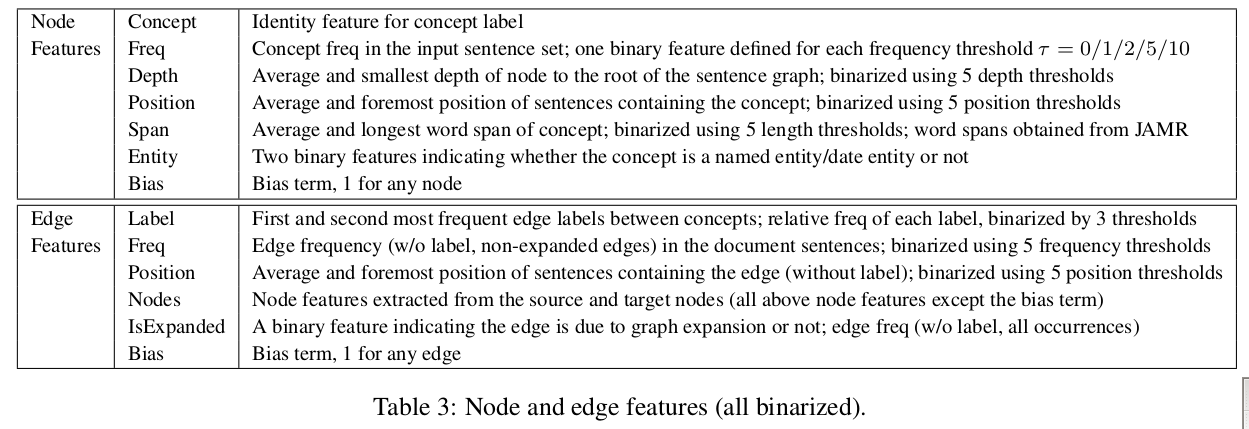 Node Concept Identity feature for concept label
Features Freq Concept freq in the input sentence set; one binary feature defined for each frequency threshold τ = 0/1/2/5/10
Depth Average and smallest depth of node to the root of the sentence graph; binarized using 5 depth thresholds
Position Average and foremost position of sentences containing the concept; binarized using 5 position thresholds
Span Average and longest word span of concept; binarized using 5 length thresholds; word spans obtained from JAMR
Entity Two binary features indicating whether the concept is a named entity/date entity or not
Bias Bias term, 1 for any node
Edge Label First and second most frequent edge labels between concepts; relative freq of each label, binarized by 3 thresholds
Features Freq Edge frequency (w/o label, non-expanded edges) in the document sentences; binarized using 5 frequency thresholds
Position Average and foremost position of sentences containing the edge (without label); binarized using 5 position thresholds
Nodes Node features extracted from the source and target nodes (all above node features except the bias term)
IsExpanded A binary feature indicating the edge is due to graph expansion or not; edge freq (w/o label, all occurrences)
Bias Bias term, 1 for any edge
Table 3: Node and edge features (all binarized).